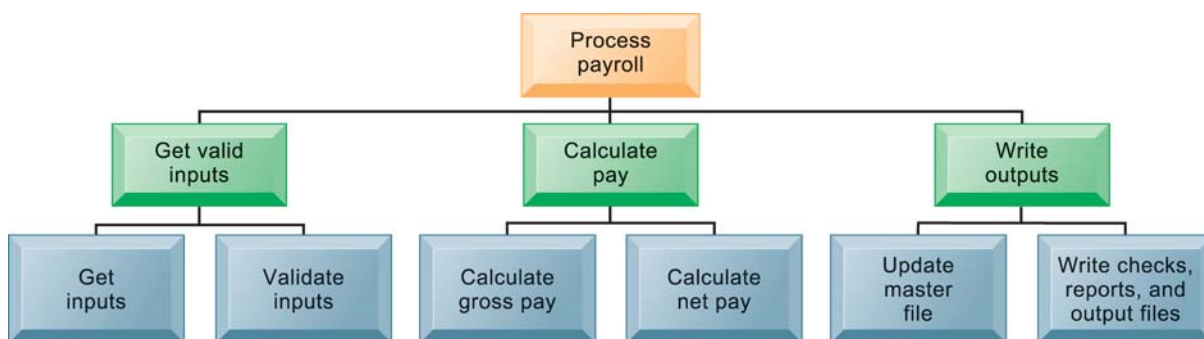 Process
payroll
Get valid
inputs
Calculate
pay
Write
outputs
Get
inputs
Validate
inputs
Calculate
gross pay
Calculate
net pay
Update
master
file
Write checks,
reports, and
output files